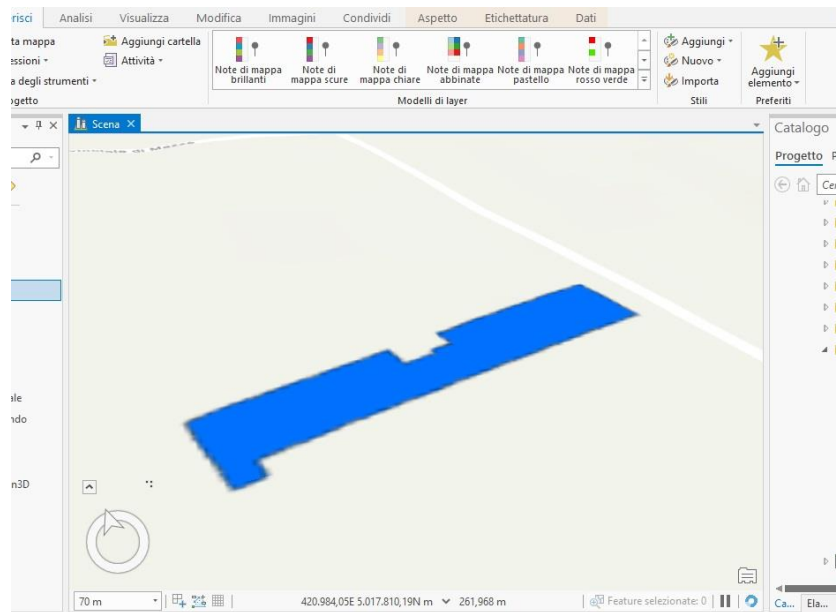 risci Analisi Visualizza Modifica Immagini Condividi Aspetto Etichettatura Dati
ta mappa Aggiungi cartella
essioni Attività
a degli strumenti
ogetto
Note di mappa brillanti
Note di mappa scure
Note di mappa chiare
Note di mappa abbinate
Note di mappa pastello
Note di mappa rosso verde
Modelli di layer
Aggiungi
Nuovo
Importa
Stili
Aggiungi elemento
Preferiti
Scena
Catalogo
Progetto P
Cer
ale
ndo
n3D
70 m
420.984,05E 5.017.810,19N m 261,968 m
Feature selezionate: 0
Ca... Ela...